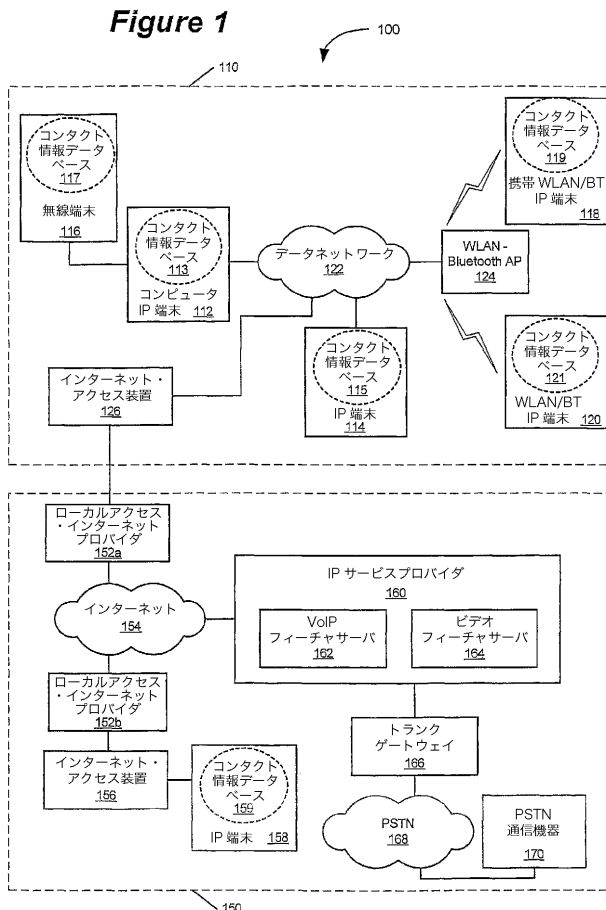 Figure 1
100
110
コンタクト
情報データ
ベース
117
無線端末
116
コンタクト
情報データ
ベース
113
コンピュータ
IP 端末 112
データネットワーク
122
コンタクト
情報データ
ベース
119
携帯 WLAN/BT
IP 端末 118
WLAN -
Bluetooth AP
124
コンタクト
情報データ
ベース
115
IP 端末
114
コンタクト
情報データ
ベース
121
WLAN/BT
IP 端末 120
インターネット・
アクセス装置
126
ローカルアクセス
・インターネット
プロバイダ
152a
インターネット
154
ローカルアクセス
・インターネット
プロバイダ
152b
インターネット・
アクセス装置
156
コンタクト
情報データ
ベース
159
IP 端末 158
IP サービスプロバイダ
160
VoIP
フィーチャサーバ
162
ビデオ
フィーチャサーバ
164
トランク
ゲートウェイ
166
PSTN
168
PSTN
通信機器
170
150